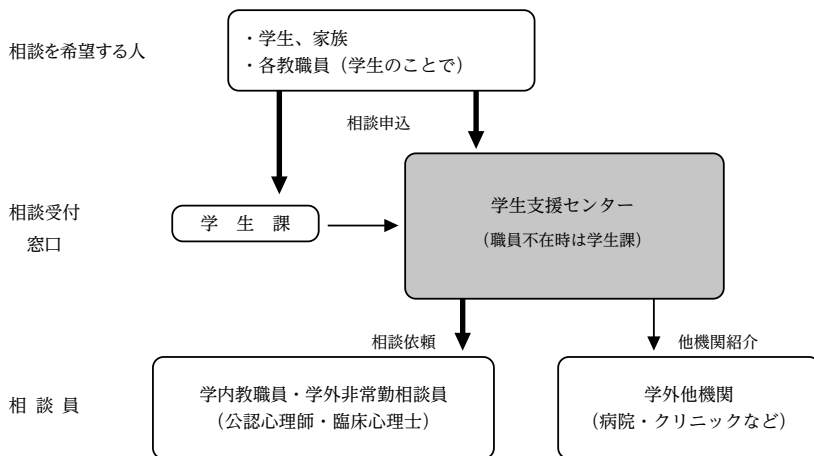 相談を希望する人
・学生、家族
・各教職員（学生のことで）
相談申込
相談受付
窓口
学 生 課
学生支援センター
（職員不在時は学生課）
相談依頼
他機関紹介
相 談 員
学内教職員・学外非常勤相談員
（公認心理師・臨床心理士）
学外他機関
（病院・クリニックなど）